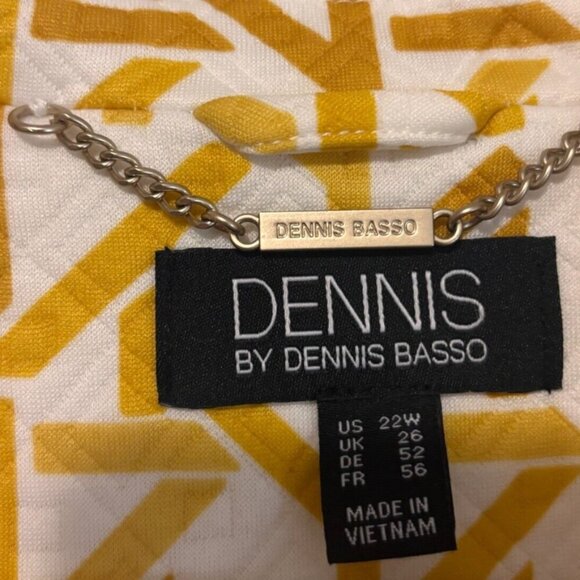 DENNIS BASSO
DENNIS
BY DENNIS BASSO
US 22W
UK 26
DE 52
FR 56
MADE IN
VIETNAM